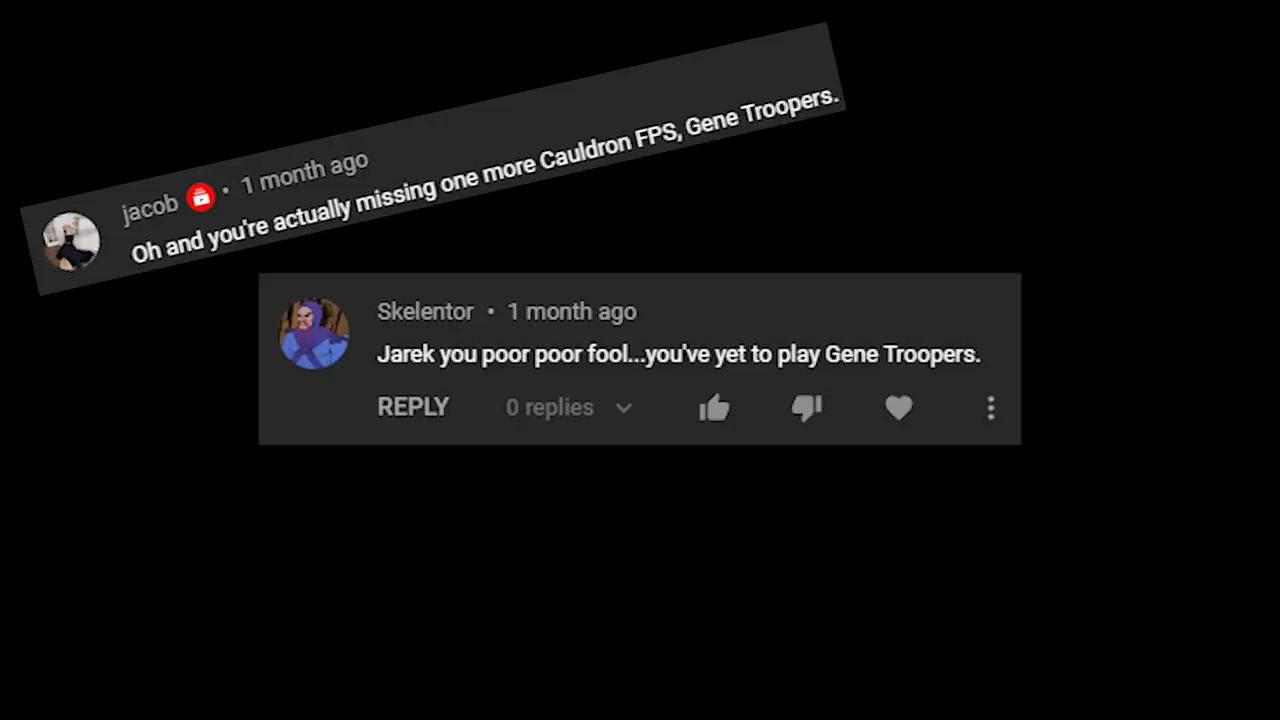 jacob • 1 month ago
Oh and you're actually missing one more Cauldron FPS, Gene Troopers.
Skelentor • 1 month ago
Jarek you poor poor fool...you've yet to play Gene Troopers.
REPLY 0 replies